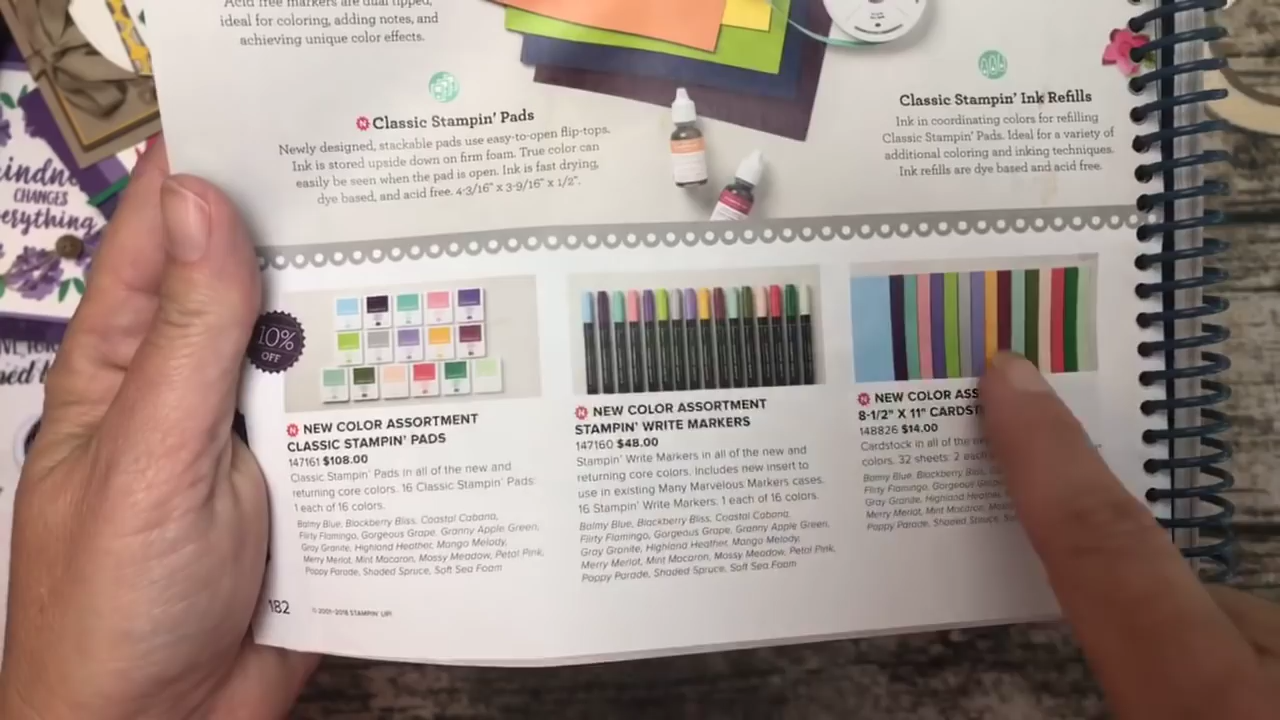 Acid free markers are dual tipped,
ideal for coloring, adding notes, and
achieving unique color effects.
Classic Stampin' Pads
Newly designed, stackable pads use easy-to-open flip-tops.
Ink is stored upside down on firm foam. True color can
easily be seen when the pad is open. Ink is fast drying,
dye based, and acid free. 4-3/16" x 3-9/16" x 1/2".
Classic Stampin' Ink Refills
Ink in coordinating colors for refilling
Classic Stampin' Pads. Ideal for a variety of
additional coloring and inking techniques.
Ink refills are dye based and acid free.
CHANGES
10%
OFF
N NEW COLOR ASSORTMENT
CLASSIC STAMPIN' PADS
147161 $108.00
Classic Stampin' Pads in all of the new and
returning core colors. 16 Classic Stampin' Pads:
1 each of 16 colors.
Balmy Blue, Blackberry Bliss, Coastal Cabana,
Flirty Flamingo, Gorgeous Grape, Granny Apple Green,
Gray Granite, Highland Heather, Mango Melody,
Merry Merlot, Mint Macaron, Mossy Meadow, Petal Pink,
Poppy Parade, Shaded Spruce, Soft Sea Foam
N NEW COLOR ASSORTMENT
STAMPIN' WRITE MARKERS
147160 $48.00
Stampin' Write Markers in all of the new and
returning core colors. Includes new insert to
use in existing Many Marvelous Markers cases.
16 Stampin' Write Markers: 1 each of 16 colors.
Balmy Blue, Blackberry Bliss, Coastal Cabana,
Flirty Flamingo, Gorgeous Grape, Granny Apple Green,
Gray Granite, Highland Heather, Mango Melody,
Merry Merlot, Mint Macaron, Mossy Meadow, Petal Pink,
Poppy Parade, Shaded Spruce, Soft Sea Foam
N NEW COLOR
8-1/2" X 11"
148826 $14.00
Cardstock in all of the
colors. 32 sheets: 2 each
Balmy Blue, Blackberry
Flirty Flamingo, Gorgeous
Gray Granite, Highland
Merry Merlot, Mint Macaron,
Poppy Parade, Shaded Spruce,
182
© 2001–2018 STAMPIN' UP!